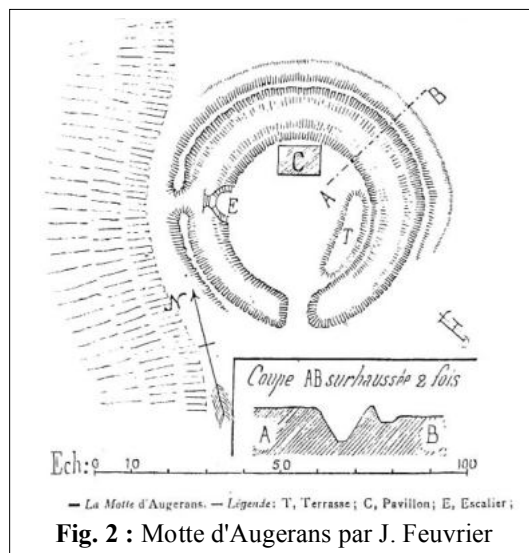 B
C
A
E
T
N
Coupe AB surhaussée 2 fois
A B
Ech: 0 10 50 100
— La Motte d'Augerans. — Légende: T, Terrasse; C, Pavillon; E, Escalier;
Fig. 2 : Motte d'Augerans par J. Feuvrier